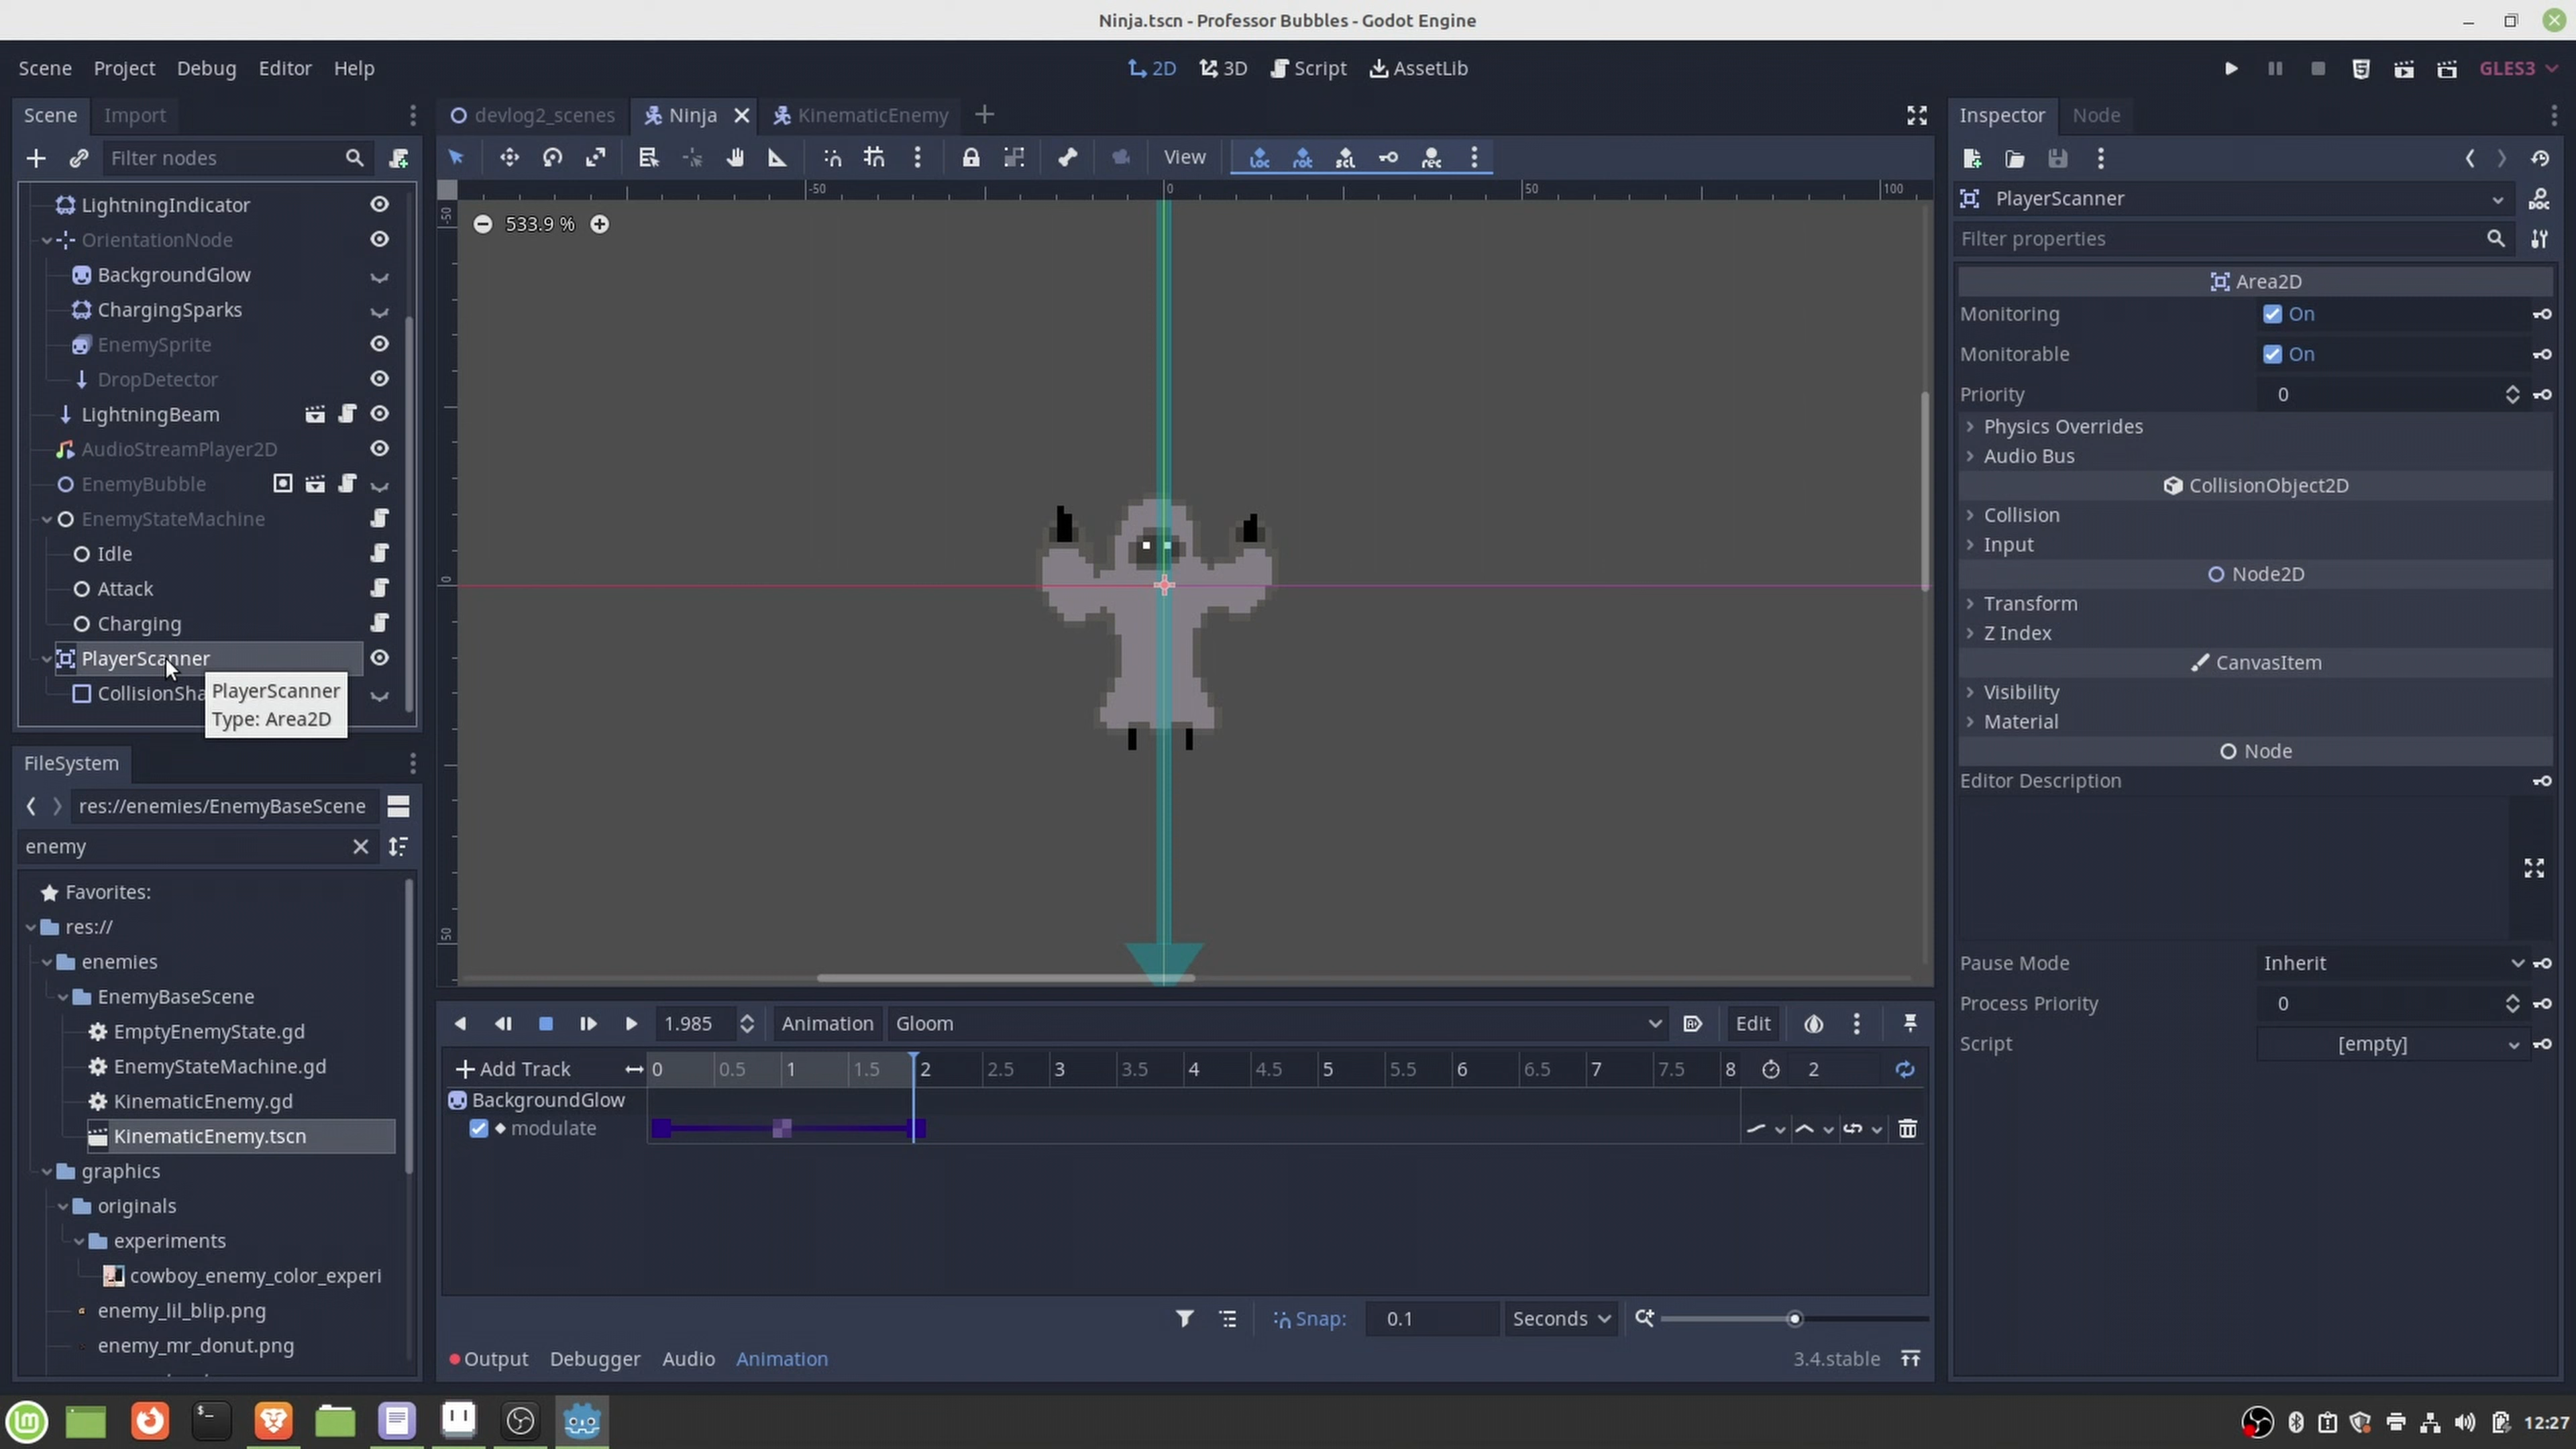 Ninja.tscn - Professor Bubbles - Godot Engine
Scene Project Debug Editor Help
2D 3D Script AssetLib
GLES3
Scene Import
devlog2_scenes Ninja KinematicEnemy
Inspector Node
Filter nodes
View
-50 0 50 100
533.9 %
-50
0
50
LightningIndicator
OrientationNode
BackgroundGlow
ChargingSparks
EnemySprite
DropDetector
LightningBeam
AudioStreamPlayer2D
EnemyBubble
EnemyStateMachine
Idle
Attack
Charging
PlayerScanner
CollisionSha
PlayerScanner
Type: Area2D
FileSystem
res://enemies/EnemyBaseScene
enemy
Favorites:
res://
enemies
EnemyBaseScene
EmptyEnemyState.gd
EnemyStateMachine.gd
KinematicEnemy.gd
KinematicEnemy.tscn
graphics
originals
experiments
cowboy_enemy_color_experi
enemy_lil_blip.png
enemy_mr_donut.png
1.985 Animation Gloom Edit
Add Track 0 0.5 1 1.5 2 2.5 3 3.5 4 4.5 5 5.5 6 6.5 7 7.5 8 2
BackgroundGlow
modulate
Snap: 0.1 Seconds
Output Debugger Audio Animation 3.4.stable
PlayerScanner
DOC
Filter properties
Area2D
Monitoring On
Monitorable On
Priority 0
Physics Overrides
Audio Bus
CollisionObject2D
Collision
Input
Node2D
Transform
Z Index
CanvasItem
Visibility
Material
Node
Editor Description
Pause Mode Inherit
Process Priority 0
Script [empty]
12:27